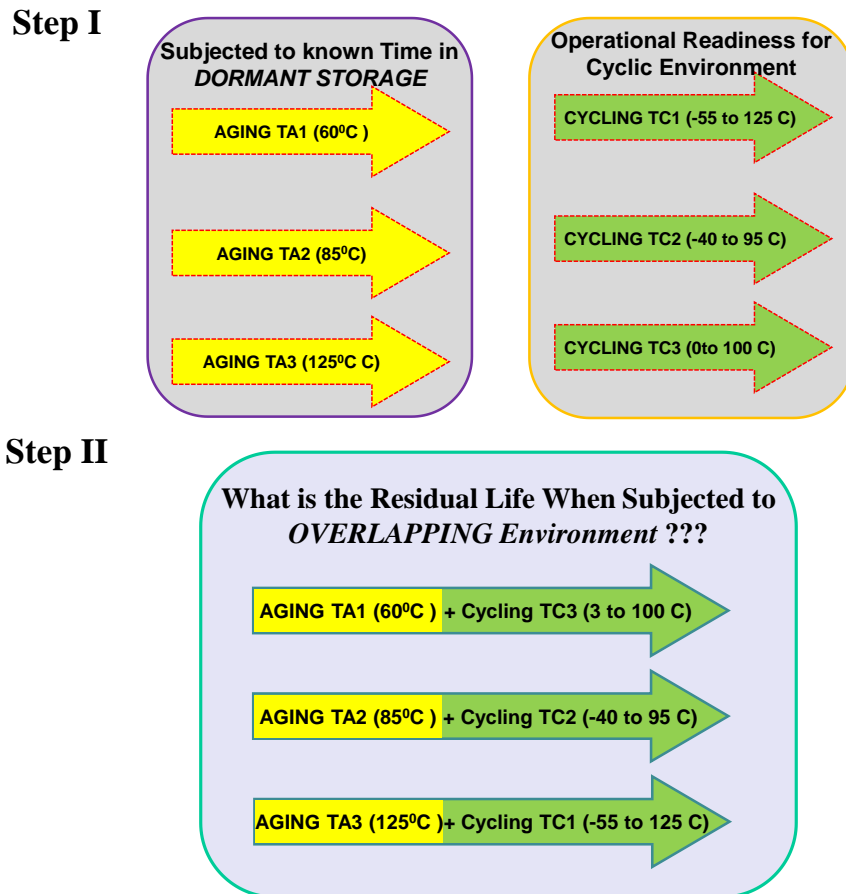 Step I
Subjected to known Time in
DORMANT STORAGE
AGING TA1 (60⁰C )
AGING TA2 (85⁰C)
AGING TA3 (125⁰C C)
Operational Readiness for
Cyclic Environment
CYCLING TC1 (-55 to 125 C)
CYCLING TC2 (-40 to 95 C)
CYCLING TC3 (0to 100 C)
Step II
What is the Residual Life When Subjected to
OVERLAPPING Environment ???
AGING TA1 (60⁰C ) + Cycling TC3 (3 to 100 C)
AGING TA2 (85⁰C ) + Cycling TC2 (-40 to 95 C)
AGING TA3 (125⁰C )+ Cycling TC1 (-55 to 125 C)